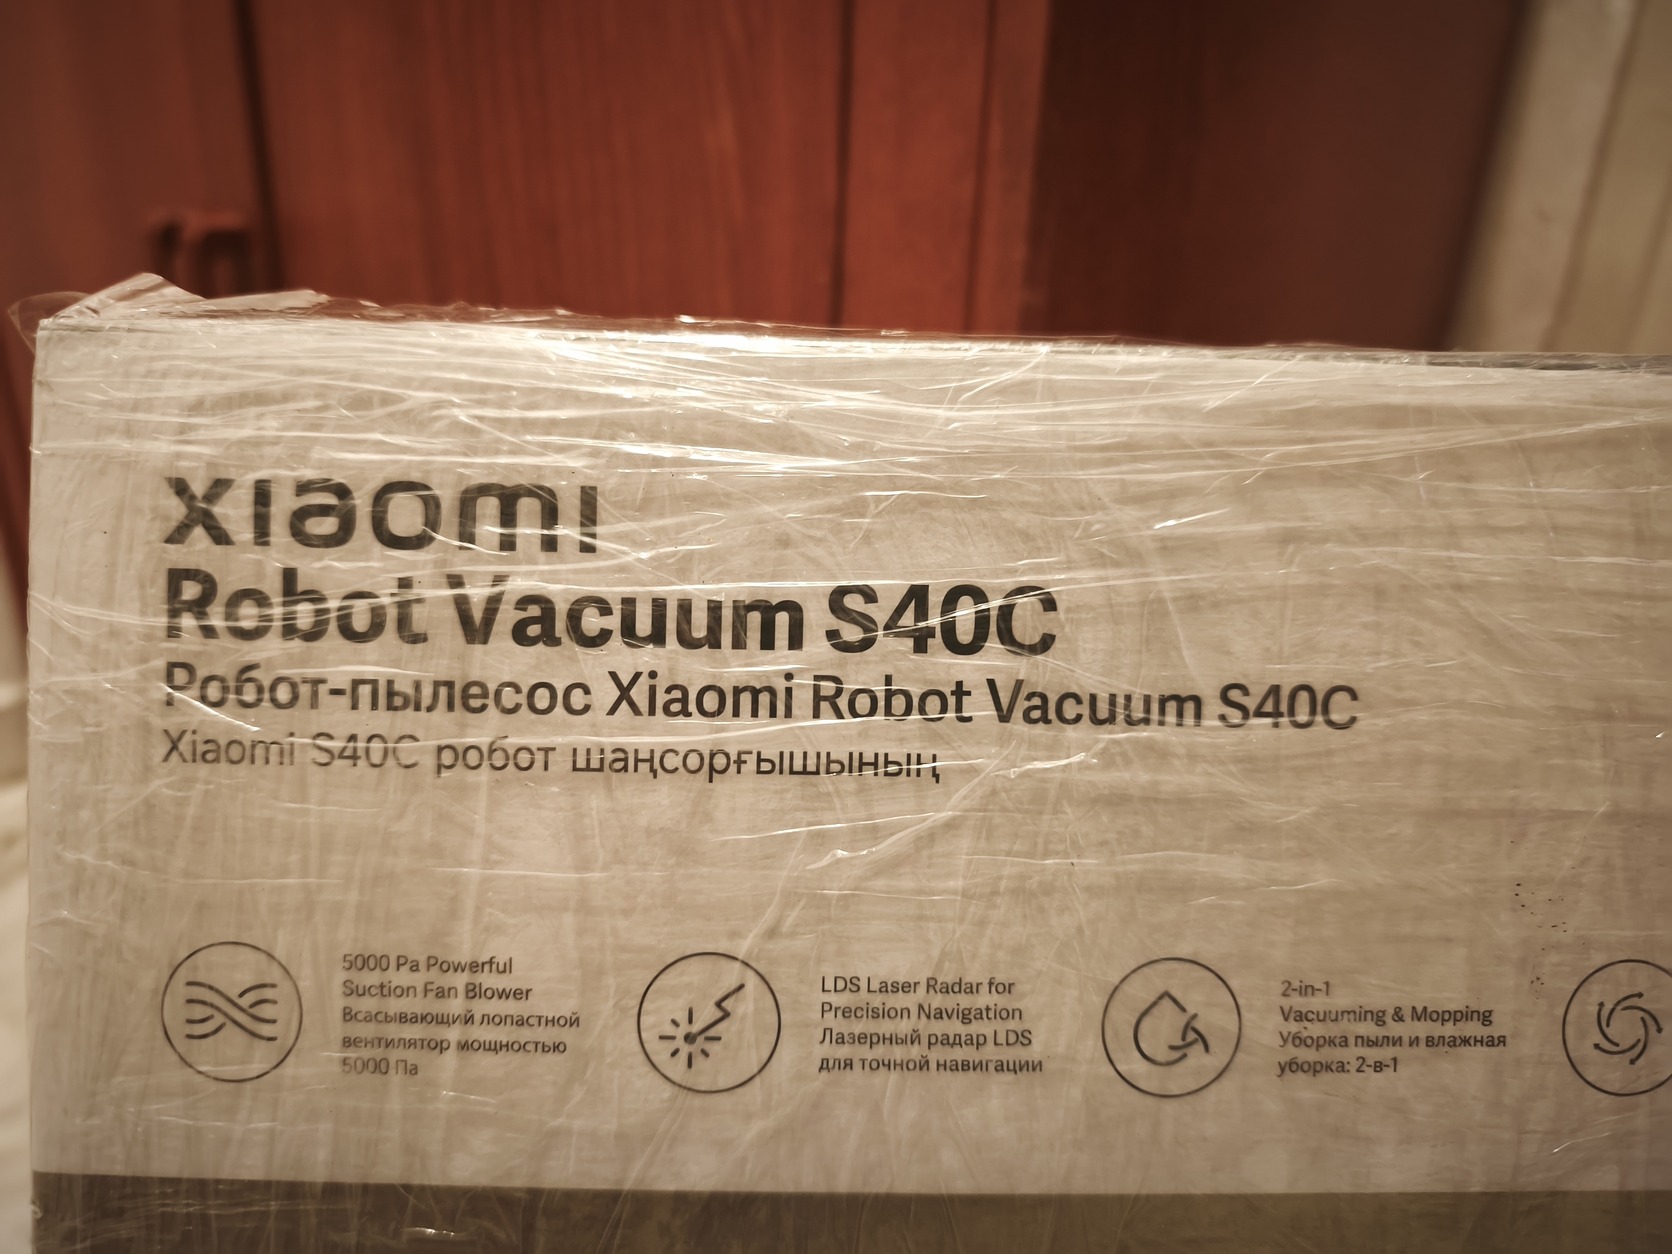 xiaomi
Robot Vacuum S40C
Робот-пылесос Xiaomi Robot Vacuum S40C
Xiaomi S40C робот шаңсорғышының
5000 Pa Powerful
Suction Fan Blower
Всасывающий лопастной
вентилятор мощностью
5000 Па
LDS Laser Radar for
Precision Navigation
Лазерный радар LDS
для точной навигации
2-in-1
Vacuuming & Mopping
Уборка пыли и влажная
уборка: 2-в-1